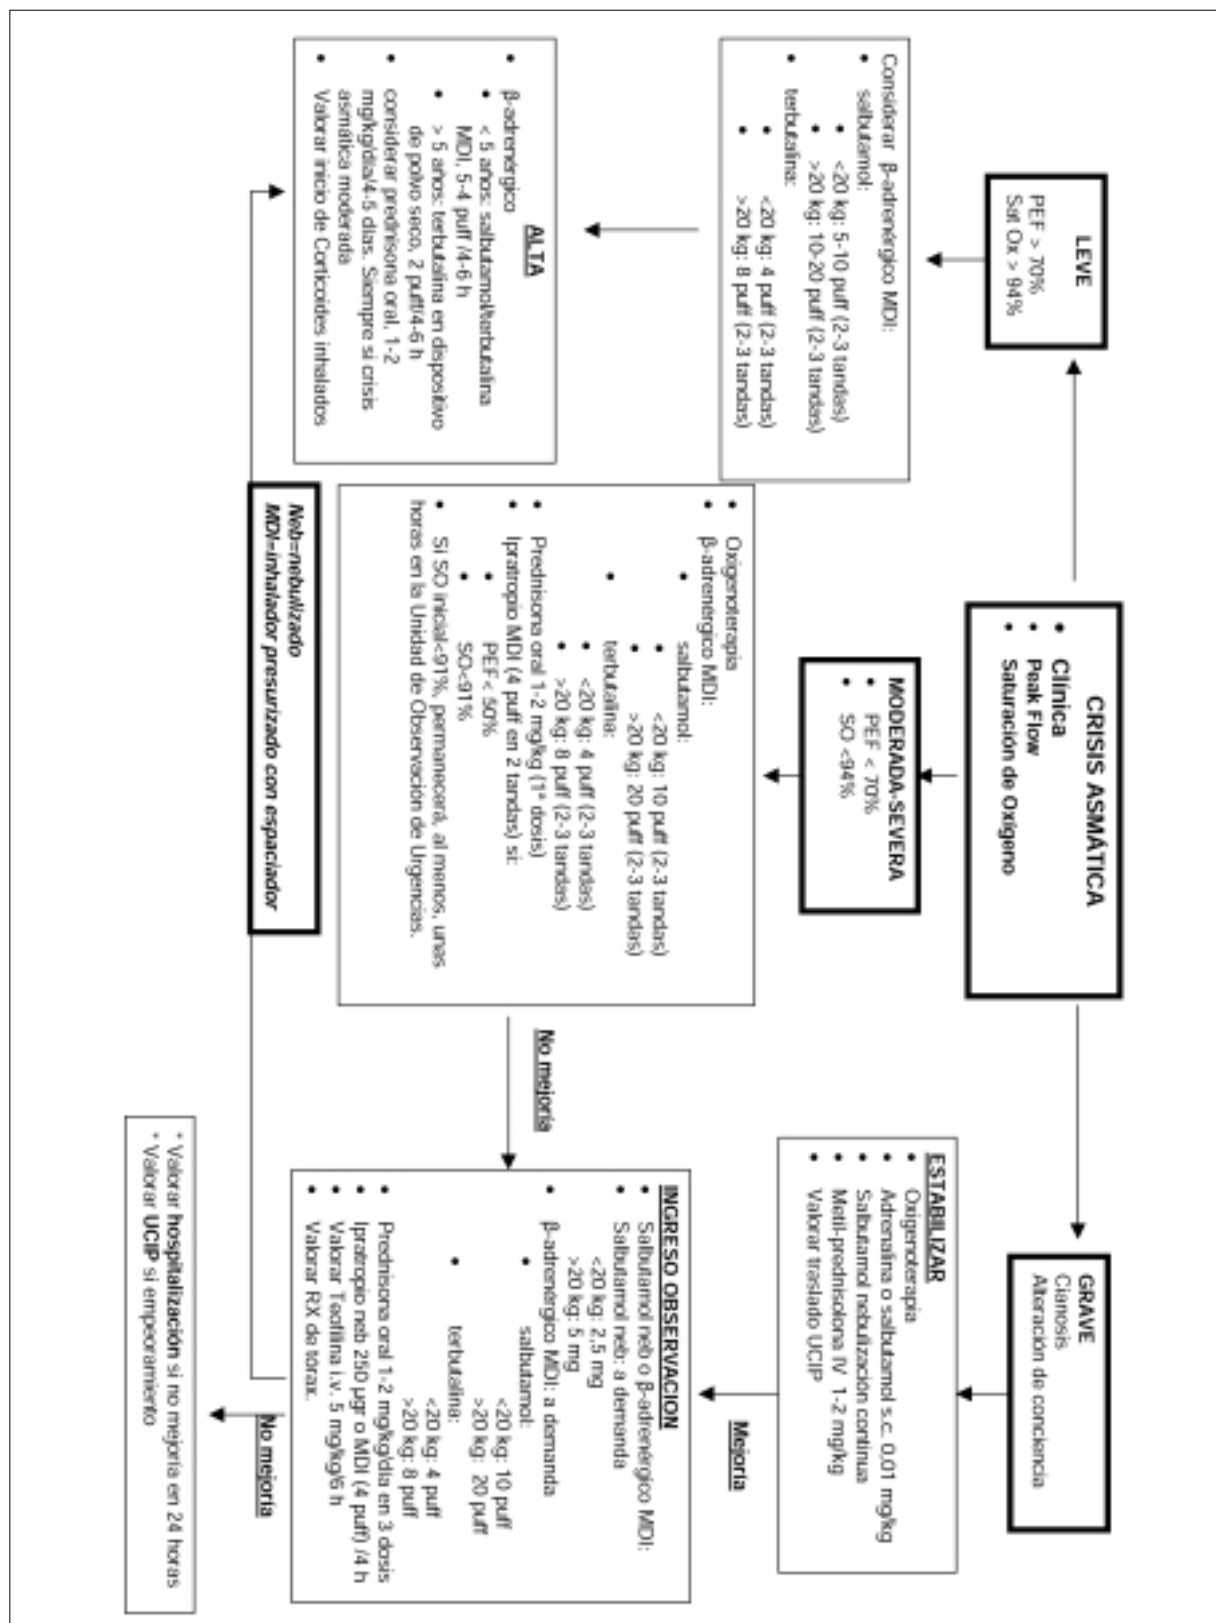 CRISIS ASMÁTICA
• Clínica
• Peak Flow
• Saturación de Oxígeno
LEVE
PEF > 70%
Sat Ox > 94%
Considerar β-adrenérgico MDI:
• salbutamol:
• <20 kg: 5-10 puff (2-3 tandas)
• >20 kg: 10-20 puff (2-3 tandas)
• terbutalina:
• <20 kg: 4 puff (2-3 tandas)
• >20 kg: 8 puff (2-3 tandas)
ALTA
• β-adrenérgico
• < 5 años: salbutamol/terbutalina
MDI, 5-4 puff /4-6 h
• > 5 años: terbutalina en dispositivo
de polvo seco, 2 puff/4-6 h
• considerar prednisona oral, 1-2
mg/kg/dia/4-5 dias. Siempre si crisis
asmática moderada
• Valorar inicio de Corticoides inhalados
MODERADA-SEVERA
• PEF < 70%
• SO <94%
• Oxigenoterapia
• β-adrenérgico MDI:
• salbutamol:
• <20 kg: 10 puff (2-3 tandas)
• >20 kg: 20 puff (2-3 tandas)
• terbutalina:
• <20 kg: 4 puff (2-3 tandas)
• >20 kg: 8 puff (2-3 tandas)
• Prednisona oral 1-2 mg/kg (1ª dosis)
• Ipratropio MDI (4 puff en 2 tandas) si:
• PEF < 50%
• SO<91%
• Si SO inicial<91%, permanecerá, al menos, unas
horas en la Unidad de Observación de Urgencias.
Neb=nebulizado
MDI=inhalador presurizado con espaciador
GRAVE
Cianosis
Alteración de conciencia
ESTABILIZAR
• Oxigenoterapia
• Adrenalina o salbutamol s.c. 0,01 mg/kg
• Salbutamol nebulización continua
• Metil-prednisolona IV 1-2 mg/kg
• Valorar traslado UCIP
Mejoría
No mejoría
INGRESO OBSERVACION
• Salbutamol neb o β-adrenérgico MDI:
• Salbutamol neb: a demanda
<20 kg: 2,5 mg
>20 kg: 5 mg
• β-adrenérgico MDI: a demanda
• salbutamol:
<20 kg: 10 puff
>20 kg: 20 puff
• terbutalina:
<20 kg: 4 puff
>20 kg: 8 puff
• Prednisona oral 1-2 mg/kg/dia en 3 dosis
• Ipratropio neb 250 µgr o MDI (4 puff) /4 h
• Valorar Teofilina i.v. 5 mg/kg/6 h
• Valorar RX de tórax.
No mejoría
* Valorar hospitalización si no mejoría en 24 horas
* Valorar UCIP si empeoramiento